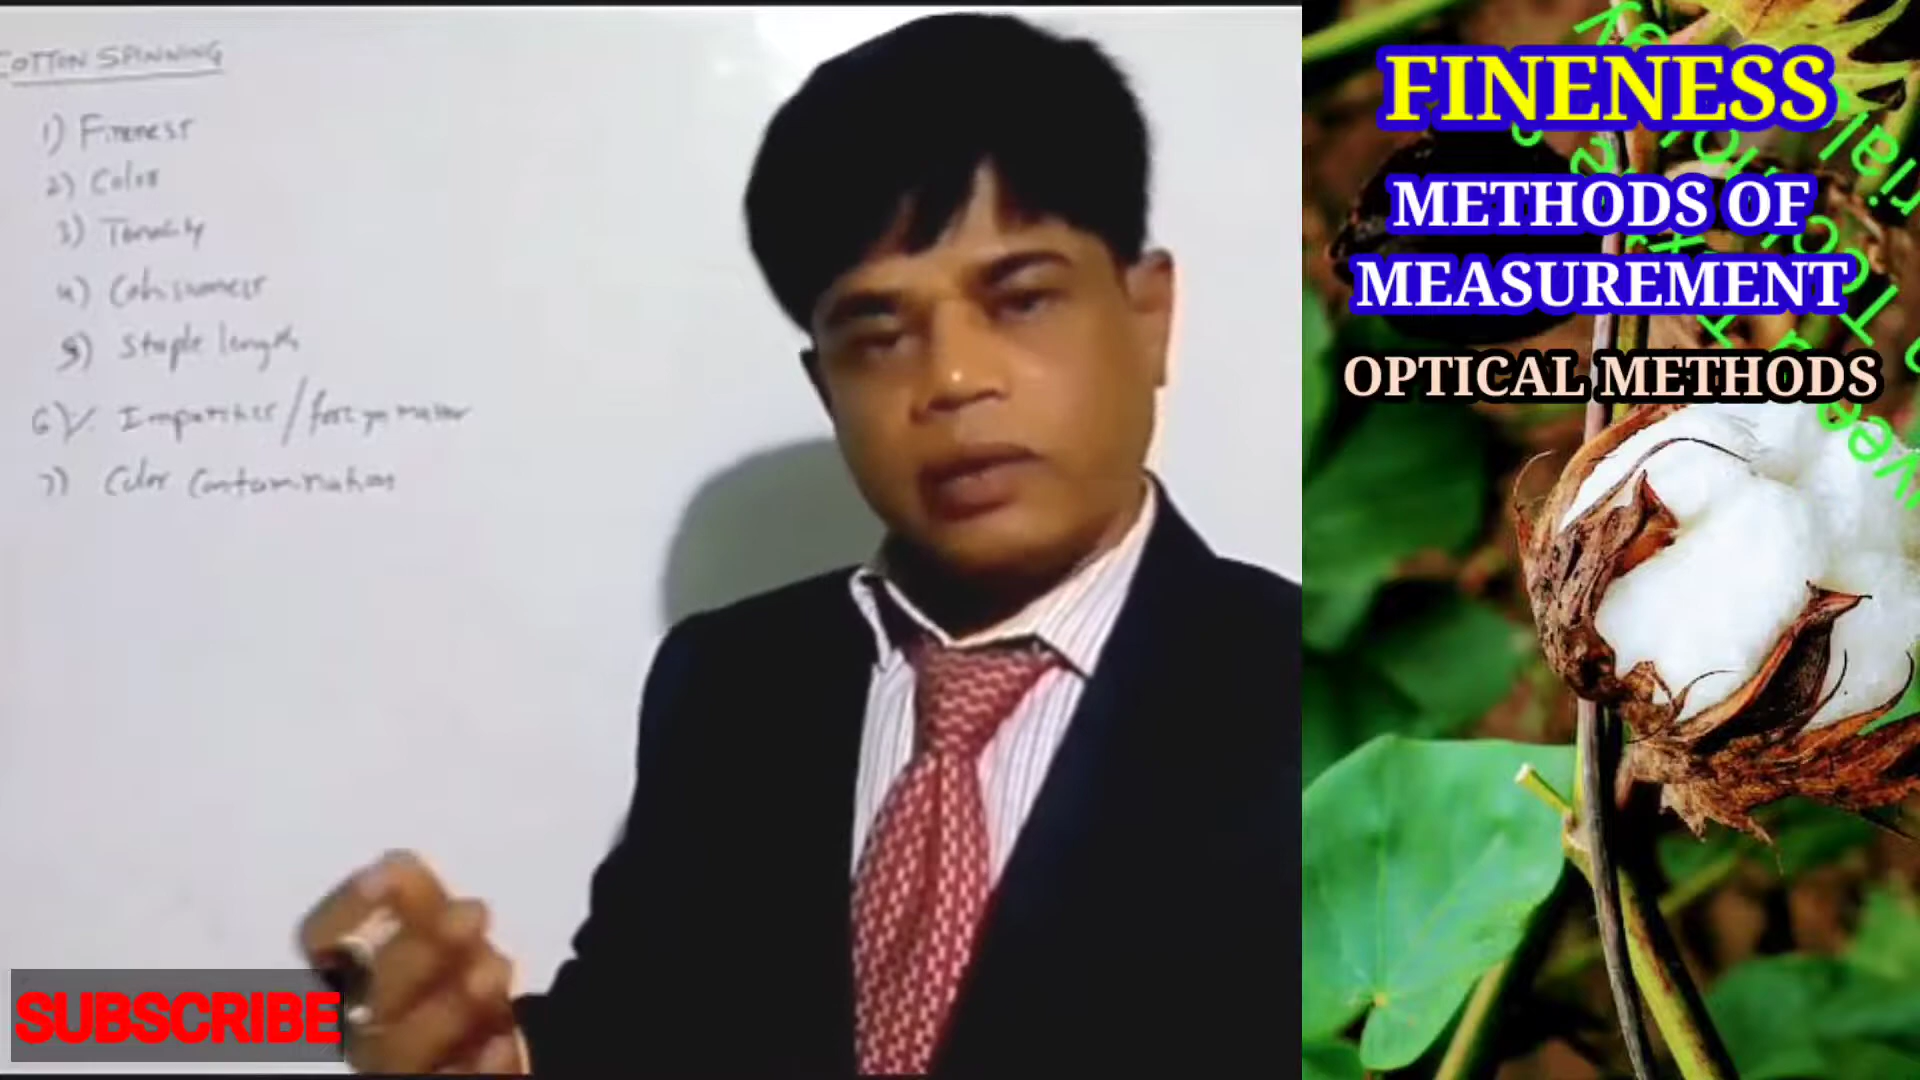 COTTON SPINNING
1) Fineness
2) Color
3) Tenacity
4) Cohesiveness
5) Staple length
6) Impurities / foreign matter
7) Color Contamination
SUBSCRIBE
FINENESS
METHODS OF
MEASUREMENT
OPTICAL METHODS